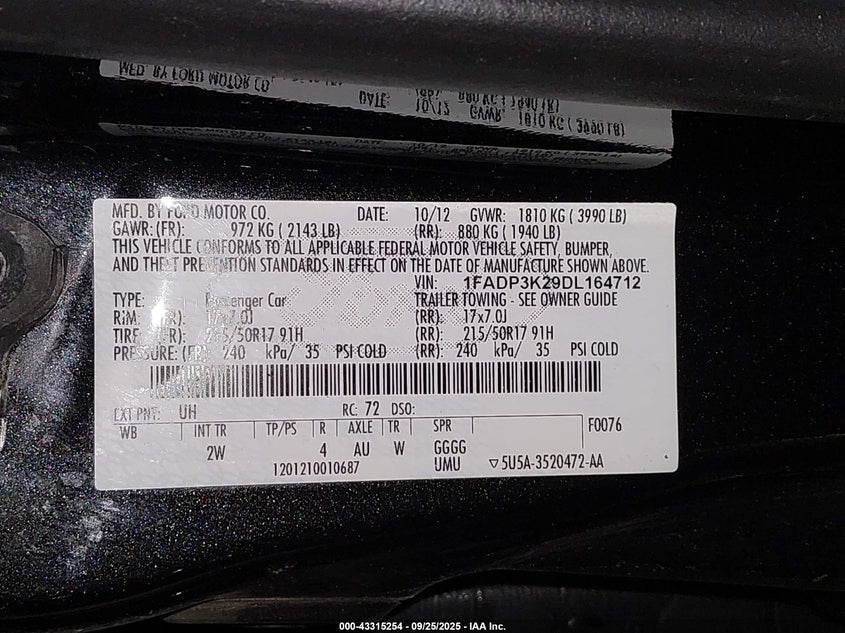 MFD. BY FORD MOTOR CO. DATE: 10/12 GVWR: 1810 KG ( 3990 LB)
GAWR: (FR): 972 KG ( 2143 LB) (RR): 880 KG ( 1940 LB)
THIS VEHICLE CONFORMS TO ALL APPLICABLE FEDERAL MOTOR VEHICLE SAFETY, BUMPER,
AND THEFT PREVENTION STANDARDS IN EFFECT ON THE DATE OF MANUFACTURE SHOWN ABOVE.
VIN: 1FADP3K29DL164712
TYPE: Passenger Car TRAILER TOWING - SEE OWNER GUIDE
RIM: (FR): 17x7.0J (RR): 17x7.0J
TIRE: (FR): 215/50R17 91H (RR): 215/50R17 91H
PRESSURE: (FR): 240 kPa/ 35 PSI COLD (RR): 240 kPa/ 35 PSI COLD
EXT PNT: UH RC: 72 DSO:
WB INT TR TP/PS R AXLE TR SPR F0076
2W 4 AU W GGGG
1201210010687 UMU ▽5U5A-3520472-AA
000-43315254 - 09/25/2025 - IAA Inc.